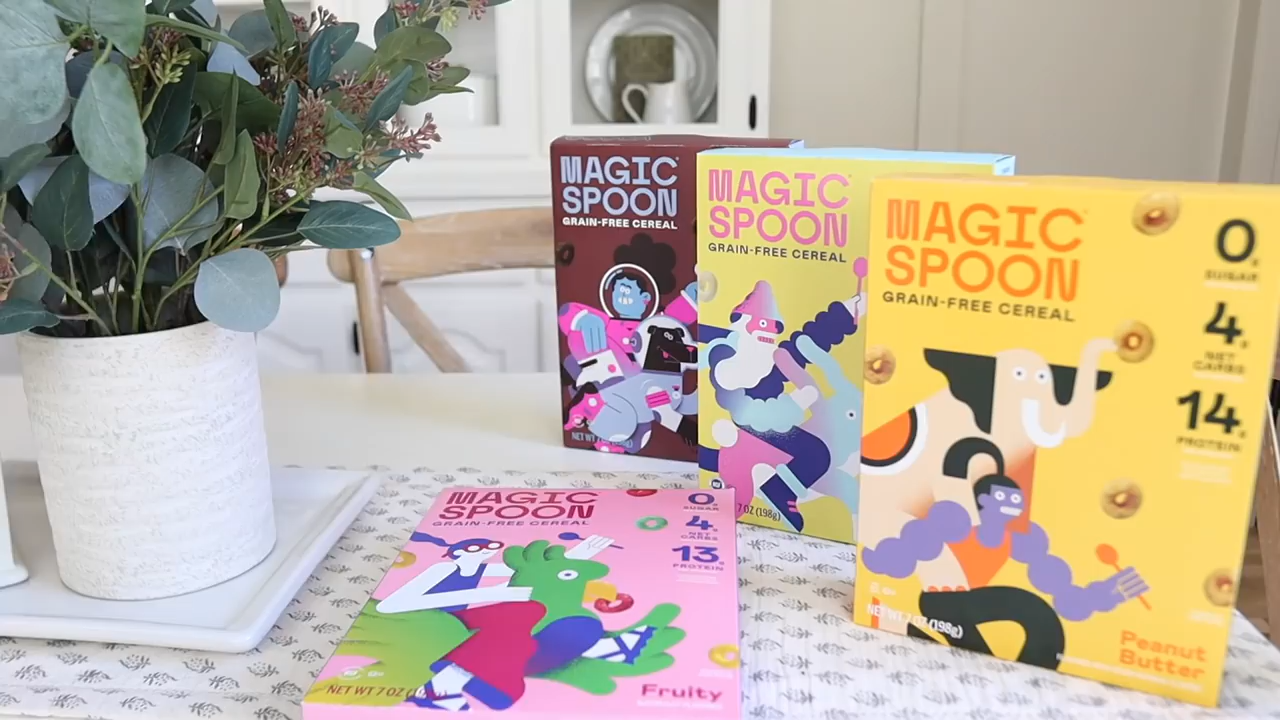 MAGIC
SPOON
GRAIN-FREE CEREAL
MAGIC
SPOON
GRAIN-FREE CEREAL
7 OZ (198g)
MAGIC
SPOON
GRAIN-FREE CEREAL
0g
SUGAR
4g
NET
CARBS
14g
PROTEIN
NET WT 7 OZ (198g)
Peanut
Butter
MAGIC
SPOON
GRAIN-FREE CEREAL
0g
SUGAR
4g
NET
CARBS
13g
PROTEIN
NET WT 7 OZ
Fruity